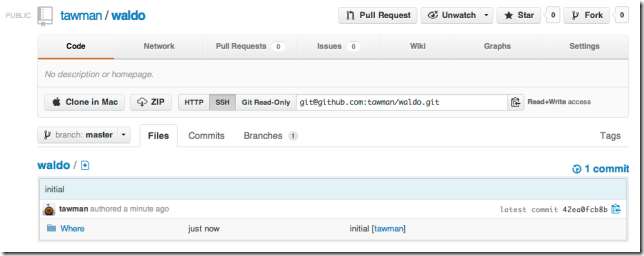 PUBLIC tawman / waldo Pull Request Unwatch Star 0 Fork 0
Code Network Pull Requests 0 Issues 0 Wiki Graphs Settings
No description or homepage.
Clone in Mac ZIP HTTP SSH Git Read-Only git@github.com:tawman/waldo.git Read+Write access
branch: master Files Commits Branches 1 Tags
waldo / 1 commit
initial
tawman authored a minute ago latest commit 42ea0fcb8b
Where just now initial [tawman]